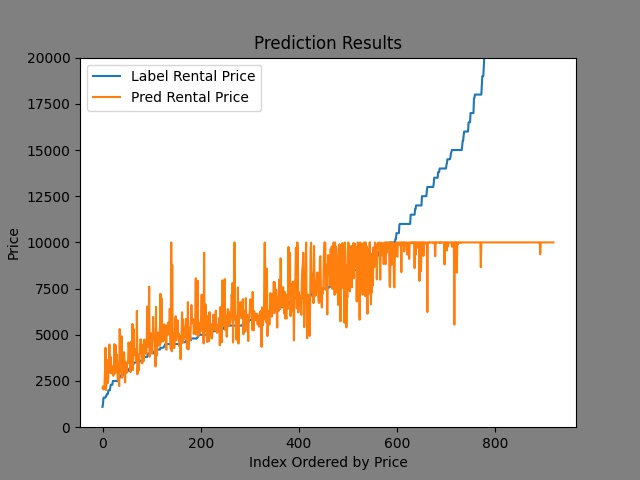 Prediction Results
20000
17500
15000
12500
10000
7500
5000
2500
0
Price
Label Rental Price
Pred Rental Price
0 200 400 600 800
Index Ordered by Price